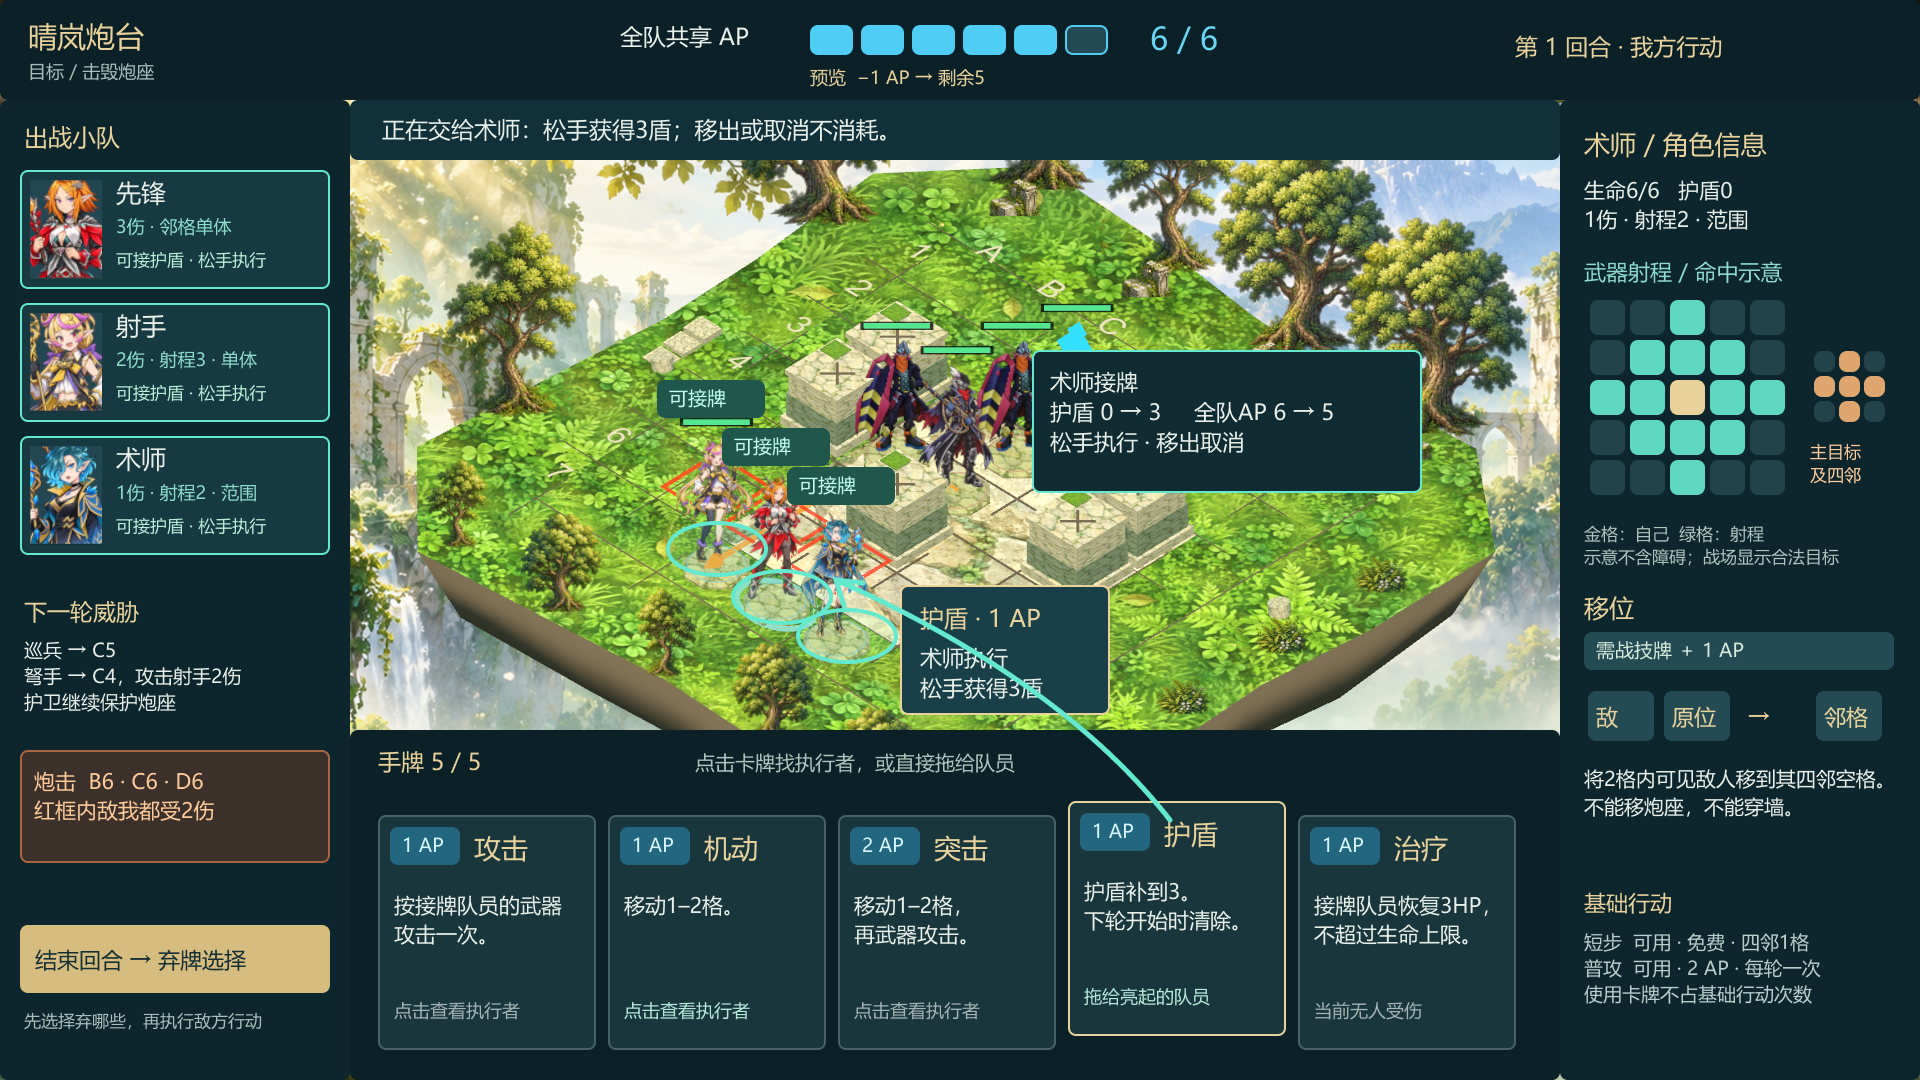 晴岚炮台
目标 / 击毁炮座
全队共享 AP
6 / 6
预览 −1 AP → 剩余5
第 1 回合 · 我方行动
出战小队
先锋
3伤 · 邻格单体
可接护盾 · 松手执行
射手
2伤 · 射程3 · 单体
可接护盾 · 松手执行
术师
1伤 · 射程2 · 范围
可接护盾 · 松手执行
下一轮威胁
巡兵 → C5
弩手 → C4，攻击射手2伤
护卫继续保护炮座
炮击 B6 · C6 · D6
红框内敌我都受2伤
结束回合 → 弃牌选择
先选择弃哪些，再执行敌方行动
正在交给术师：松手获得3盾；移出或取消不消耗。
1
A
2
B
3
C
4
6
可接牌
可接牌
可接牌
术师接牌
护盾 0 → 3 全队AP 6 → 5
松手执行 · 移出取消
护盾 · 1 AP
术师执行
松手获得3盾
手牌 5 / 5
点击卡牌找执行者，或直接拖给队员
1 AP 攻击
按接牌队员的武器
攻击一次。
点击查看执行者
1 AP 机动
移动1–2格。
点击查看执行者
2 AP 突击
移动1–2格，
再武器攻击。
点击查看执行者
1 AP 护盾
护盾补到3。
下轮开始时清除。
拖给亮起的队员
1 AP 治疗
接牌队员恢复3HP，
不超过生命上限。
当前无人受伤
术师 / 角色信息
生命6/6 护盾0
1伤 · 射程2 · 范围
武器射程 / 命中示意
主目标
及四邻
金格：自己 绿格：射程
示意不含障碍；战场显示合法目标
移位
需战技牌 + 1 AP
敌 原位 → 邻格
将2格内可见敌人移到其四邻空格。
不能移炮座，不能穿墙。
基础行动
短步 可用 · 免费 · 四邻1格
普攻 可用 · 2 AP · 每轮一次
使用卡牌不占基础行动次数